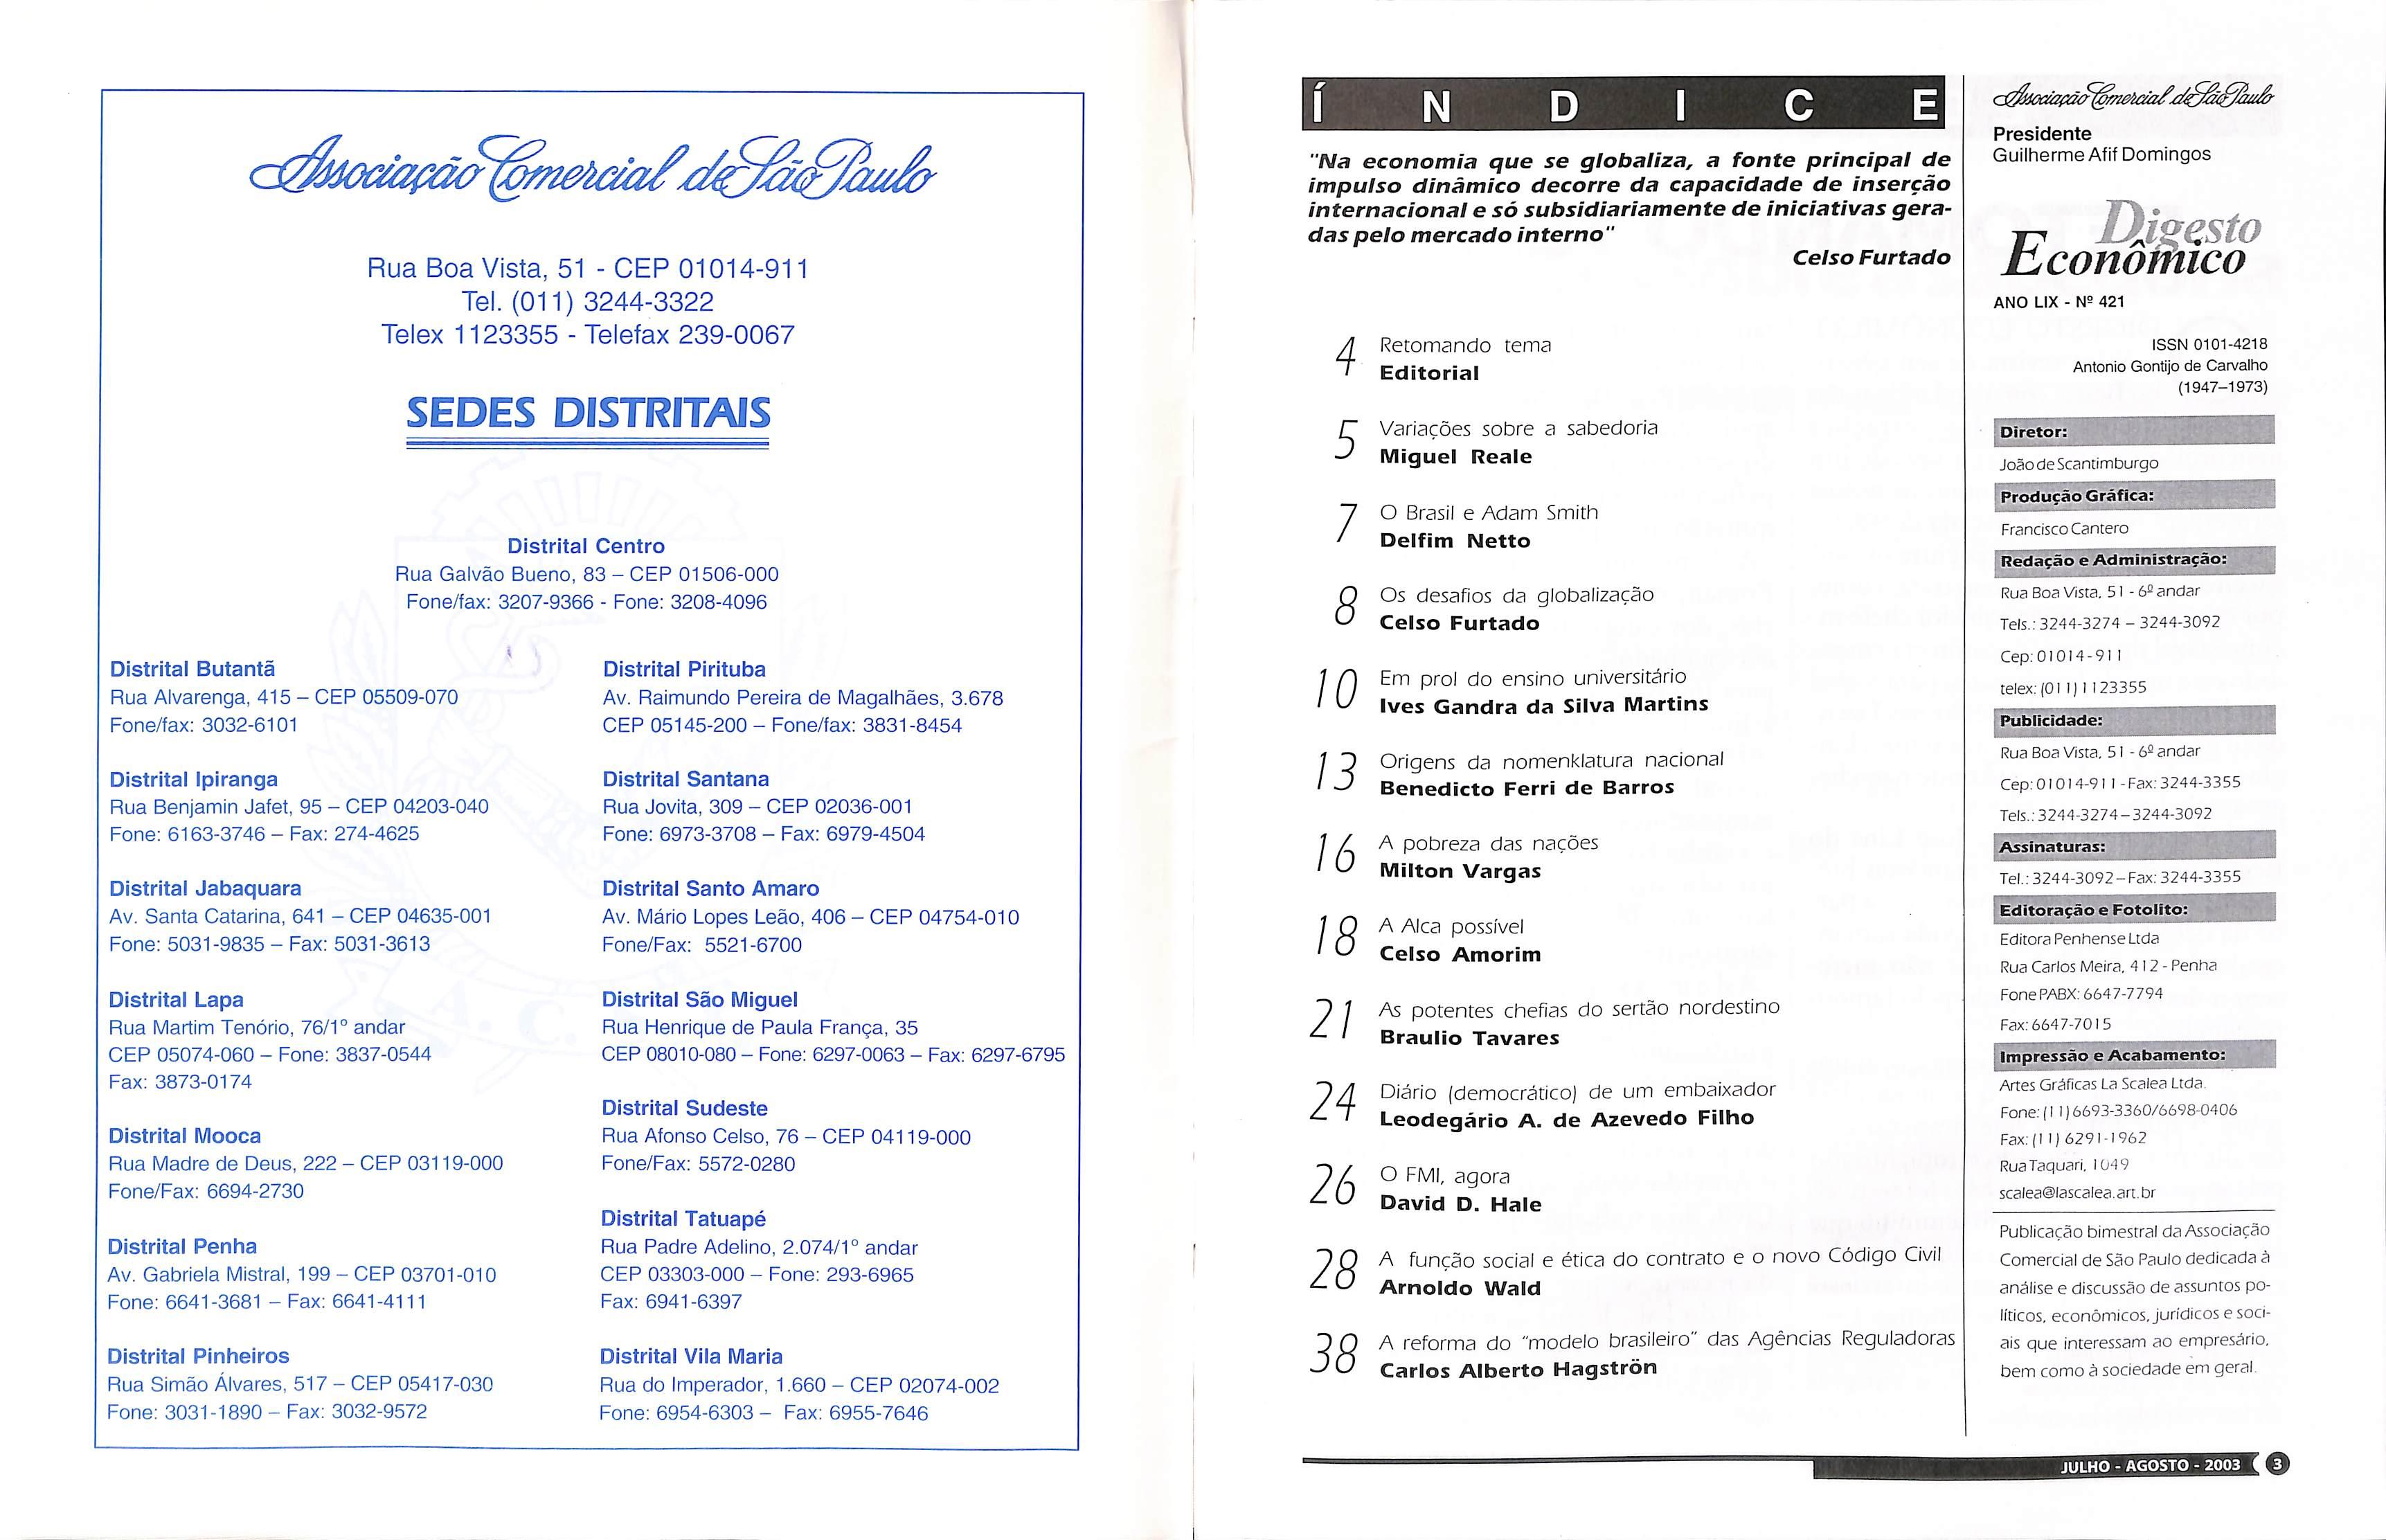 Associação Comercial de São Paulo
Rua Boa Vista, 51 - CEP 01014-911
Tel. (011) 3244-3322
Telex 1123355 - Telefax 239-0067
SEDES DISTRITAIS
Distrital Centro
Rua Galvão Bueno, 83 – CEP 01506-000
Fone/fax: 3207-9366 - Fone: 3208-4096
Distrital Butantã
Rua Alvarenga, 415 – CEP 05509-070
Fone/fax: 3032-6101
Distrital Ipiranga
Rua Benjamin Jafet, 95 – CEP 04203-040
Fone: 6163-3746 – Fax: 274-4625
Distrital Jabaquara
Av. Santa Catarina, 641 – CEP 04635-001
Fone: 5031-9835 – Fax: 5031-3613
Distrital Lapa
Rua Martim Tenório, 76/1º andar
CEP 05074-060 – Fone: 3837-0544
Fax: 3873-0174
Distrital Mooca
Rua Madre de Deus, 222 – CEP 03119-000
Fone/Fax: 6694-2730
Distrital Penha
Av. Gabriela Mistral, 199 – CEP 03701-010
Fone: 6641-3681 – Fax: 6641-4111
Distrital Pinheiros
Rua Simão Álvares, 517 – CEP 05417-030
Fone: 3031-1890 – Fax: 3032-9572
Distrital Pirituba
Av. Raimundo Pereira de Magalhães, 3.678
CEP 05145-200 – Fone/fax: 3831-8454
Distrital Santana
Rua Jovita, 309 – CEP 02036-001
Fone: 6973-3708 – Fax: 6979-4504
Distrital Santo Amaro
Av. Mário Lopes Leão, 406 – CEP 04754-010
Fone/Fax: 5521-6700
Distrital São Miguel
Rua Henrique de Paula França, 35
CEP 08010-080 – Fone: 6297-0063 – Fax: 6297-6795
Distrital Sudeste
Rua Afonso Celso, 76 – CEP 04119-000
Fone/Fax: 5572-0280
Distrital Tatuapé
Rua Padre Adelino, 2.074/1º andar
CEP 03303-000 – Fone: 293-6965
Fax: 6941-6397
Distrital Vila Maria
Rua do Imperador, 1.660 – CEP 02074-002
Fone: 6954-6303 – Fax: 6955-7646
ÍNDICE
"Na economia que se globaliza, a fonte principal de
impulso dinâmico decorre da capacidade de inserção
internacional e só subsidiariamente de iniciativas gera-
das pelo mercado interno"
Celso Furtado
4 Retomando tema
Editorial
5 Variações sobre a sabedoria
Miguel Reale
7 O Brasil e Adam Smith
Delfim Netto
8 Os desafios da globalização
Celso Furtado
10 Em prol do ensino universitário
Ives Gandra da Silva Martins
13 Origens da nomenklatura nacional
Benedicto Ferri de Barros
16 A pobreza das nações
Milton Vargas
18 A Alca possível
Celso Amorim
21 As potentes chefias do sertão nordestino
Braulio Tavares
24 Diário (democrático) de um embaixador
Leodegário A. de Azevedo Filho
26 O FMI, agora
David D. Hale
28 A função social e ética do contrato e o novo Código Civil
Arnoldo Wald
38 A reforma do “modelo brasileiro” das Agências Reguladoras
Carlos Alberto Hagströn
Associação Comercial de São Paulo
Presidente
Guilherme Afif Domingos
Digesto
Econômico
ANO LIX - Nº 421
ISSN 0101-4218
Antonio Gontijo de Carvalho
(1947–1973)
Diretor:
João de Scantimburgo
Produção Gráfica:
Francisco Cantero
Redação e Administração:
Rua Boa Vista, 51 - 6º andar
Tels.: 3244-3274 – 3244-3092
Cep: 01014-911
telex: (011) 1123355
Publicidade:
Rua Boa Vista, 51 - 6º andar
Cep: 01014-911 - Fax: 3244-3355
Tels.: 3244-3274 – 3244-3092
Assinaturas:
Tel.: 3244-3092 – Fax: 3244-3355
Editoração e Fotolito:
Editora Penhense Ltda
Rua Carlos Meira, 412 - Penha
Fone PABX: 6647-7794
Fax: 6647-7015
Impressão e Acabamento:
Artes Gráficas La Scalea Ltda.
Fone: (11) 6693-3360/6698-0406
Fax: (11) 6291-1962
Rua Taquari, 1049
scalea@lascalea.art.br
Publicação bimestral da Associação
Comercial de São Paulo dedicada à
análise e discussão de assuntos po-
líticos, econômicos, jurídicos e soci-
ais que interessam ao empresário,
bem como à sociedade em geral.
JULHO - AGOSTO - 2003 3